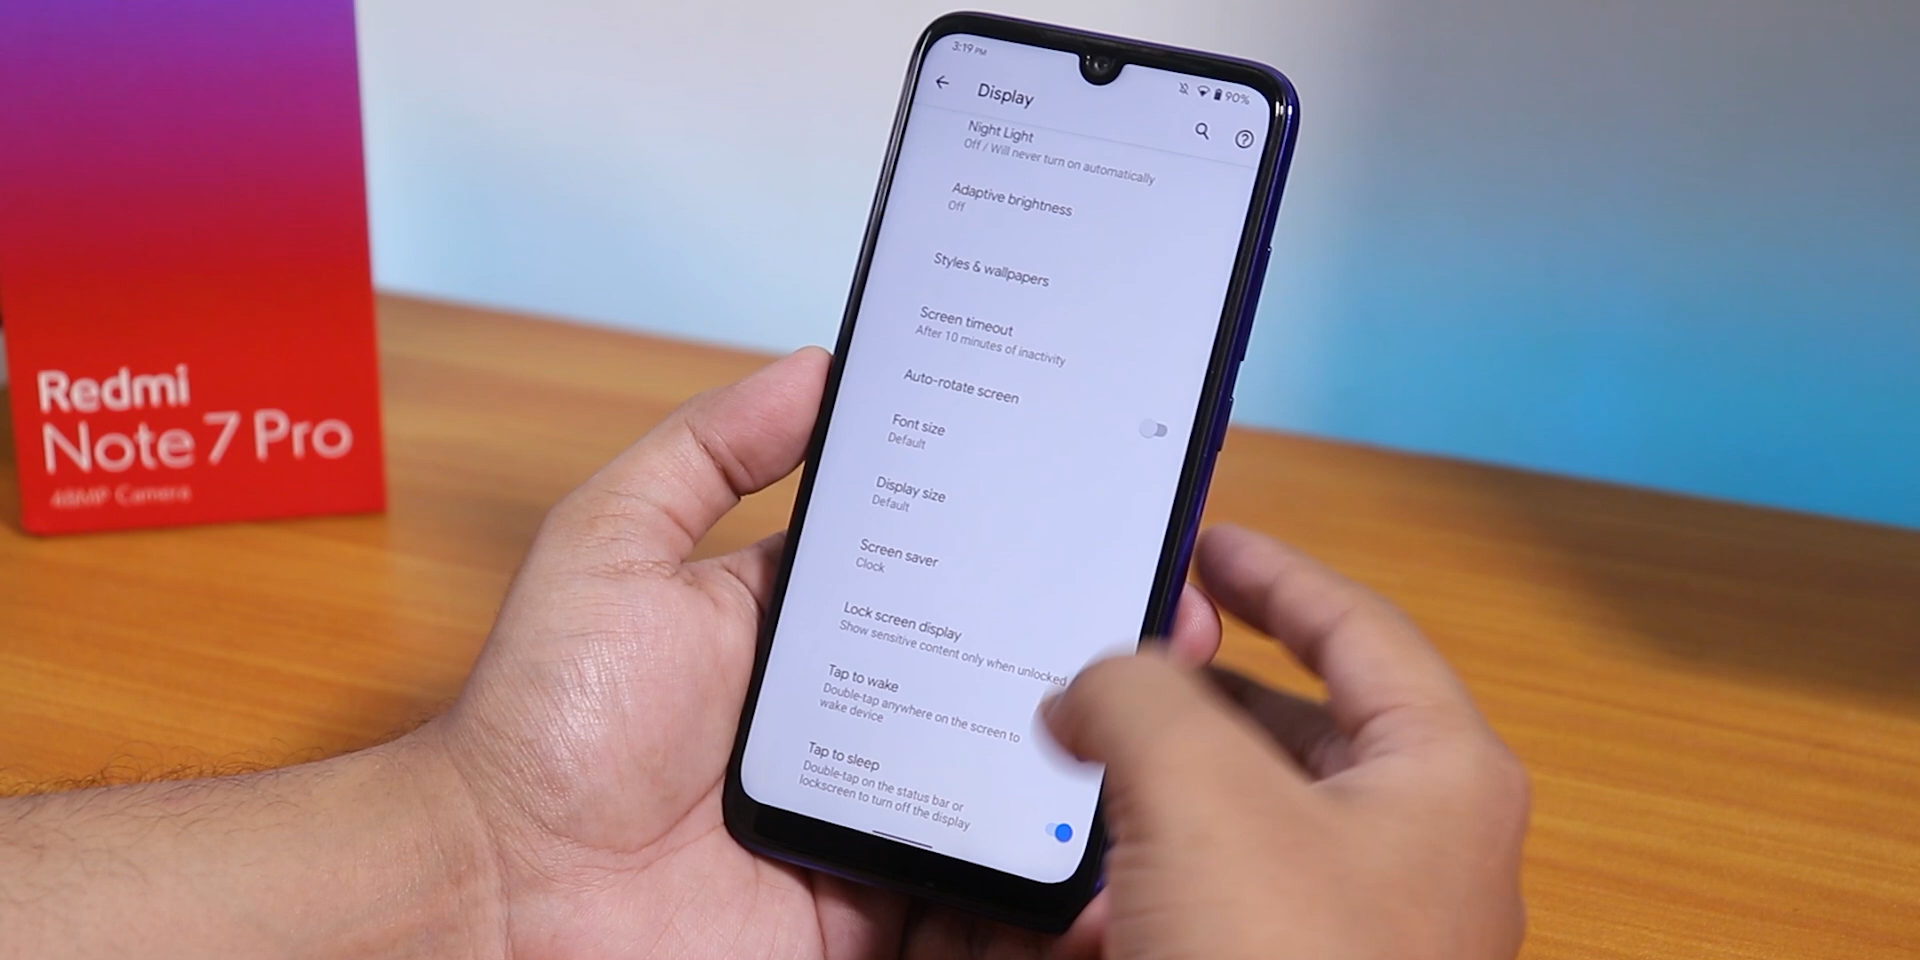 Redmi
Note 7 Pro
48MP Camera
3:19 PM
90%
Display
Night Light
Off / Will never turn on automatically
Adaptive brightness
Off
Styles & wallpapers
Screen timeout
After 10 minutes of inactivity
Auto-rotate screen
Font size
Default
Display size
Default
Screen saver
Clock
Lock screen display
Show sensitive content only when unlocked
Tap to wake
Double-tap anywhere on the screen to
wake device
Tap to sleep
Double-tap on the status bar or
lockscreen to turn off the display